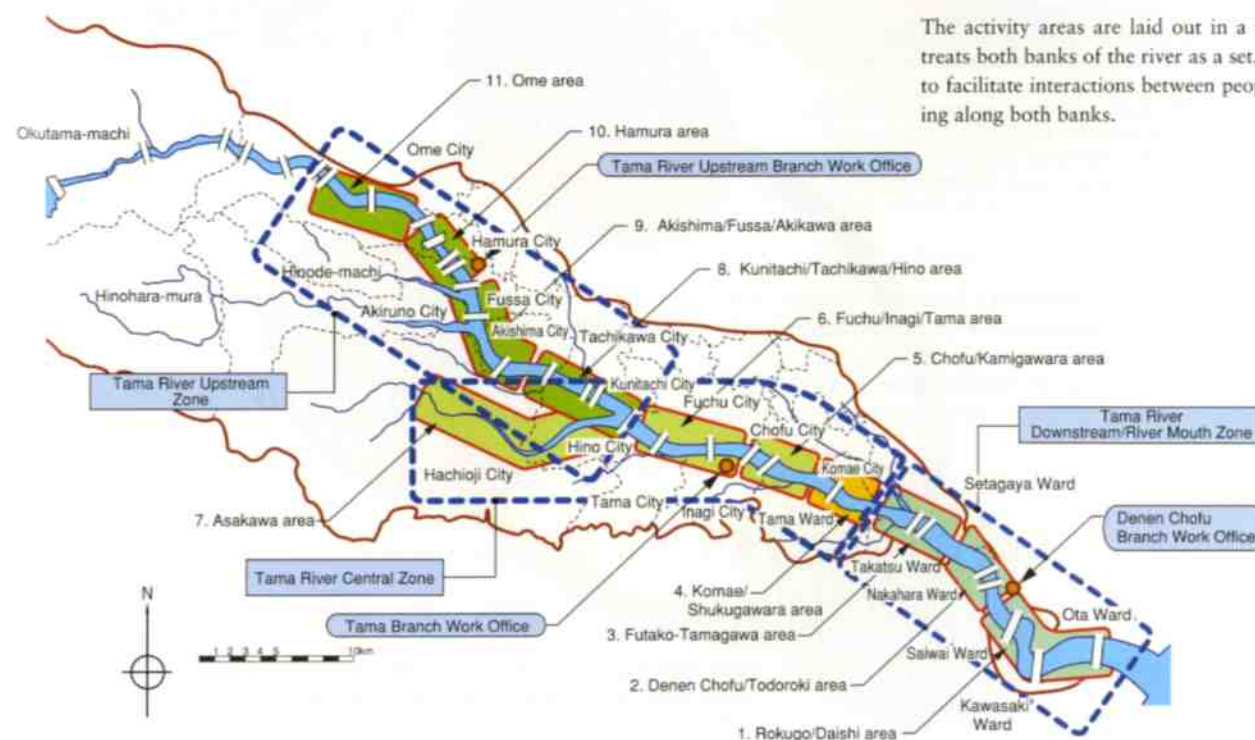 The activity areas are laid out in a
treats both banks of the river as a set,
to facilitate interactions between
ing along both banks.
11. Ome area
Okutama-machi
10. Hamura area
Ome City
Tama River Upstream Branch Work Office
9. Akishima/Fussa/Akikawa area
Hamura City
8. Kunitachi/Tachikawa/Hino area
Hinode-machi
Hinohara-mura
Fussa City
6. Fuchu/Inagi/Tama area
Akiruno City
Akishima City
Tachikawa City
5. Chofu/Kamigawara area
Tama River Upstream
Zone
Kunitachi City
Fuchu City
Tama River
Downstream/River Mouth Zone
Chofu City
Hino City
Komae City
Hachioji City
Setagaya Ward
Tama City
Inagi City
Tama Ward
7. Asakawa area
Denen Chofu
Branch Work Office
Takatsu Ward
Tama River Central Zone
4. Komae/
Shukugawara area
Nakahara Ward
Ota Ward
N
Tama Branch Work Office
3. Futako-Tamagawa area
Saiwai Ward
1 2 3 4 5 10km
2. Denen Chofu/Todoroki area
Kawasaki
Ward
1. Rokugo/Daishi area